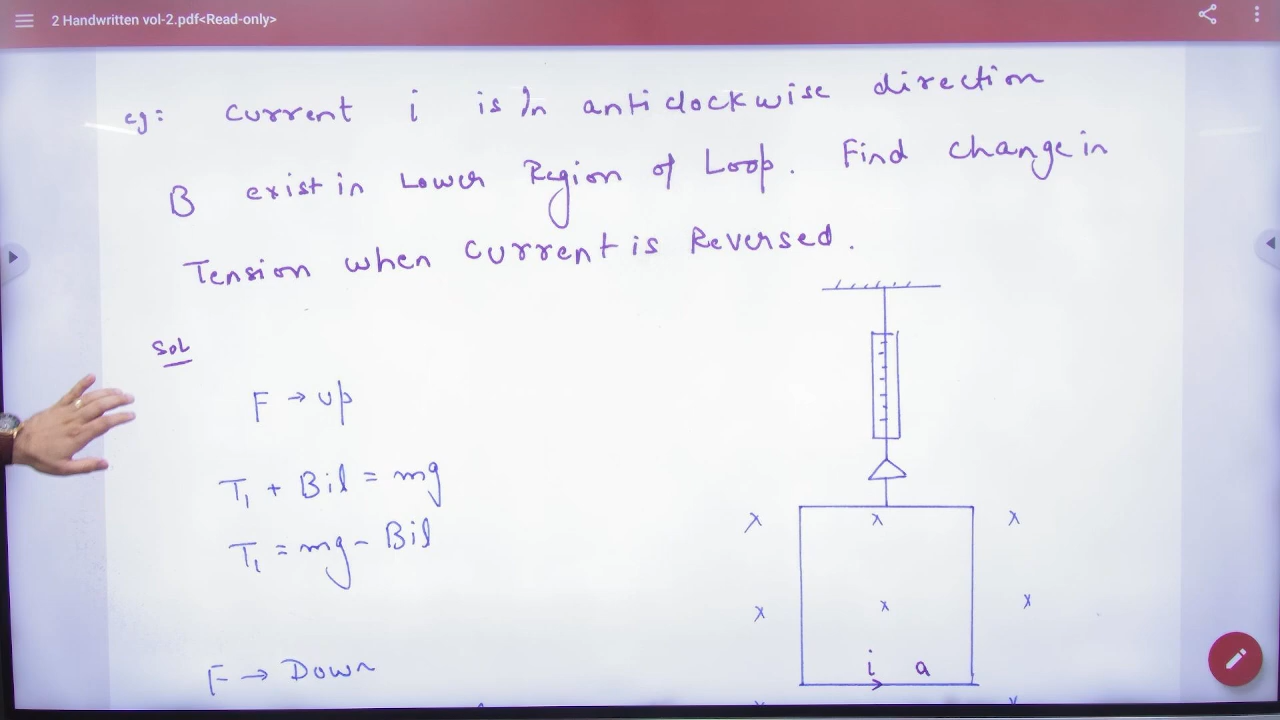 2 Handwritten vol-2.pdf<Read-only>
eg: Current i is In anticlockwise direction
B exist in Lower Region of Loop. Find change in
Tension when current is Reversed.
Sol
F → up
T₁ + Bil = mg
T₁ = mg - Bil
F → Down
x x x
x x x
i a